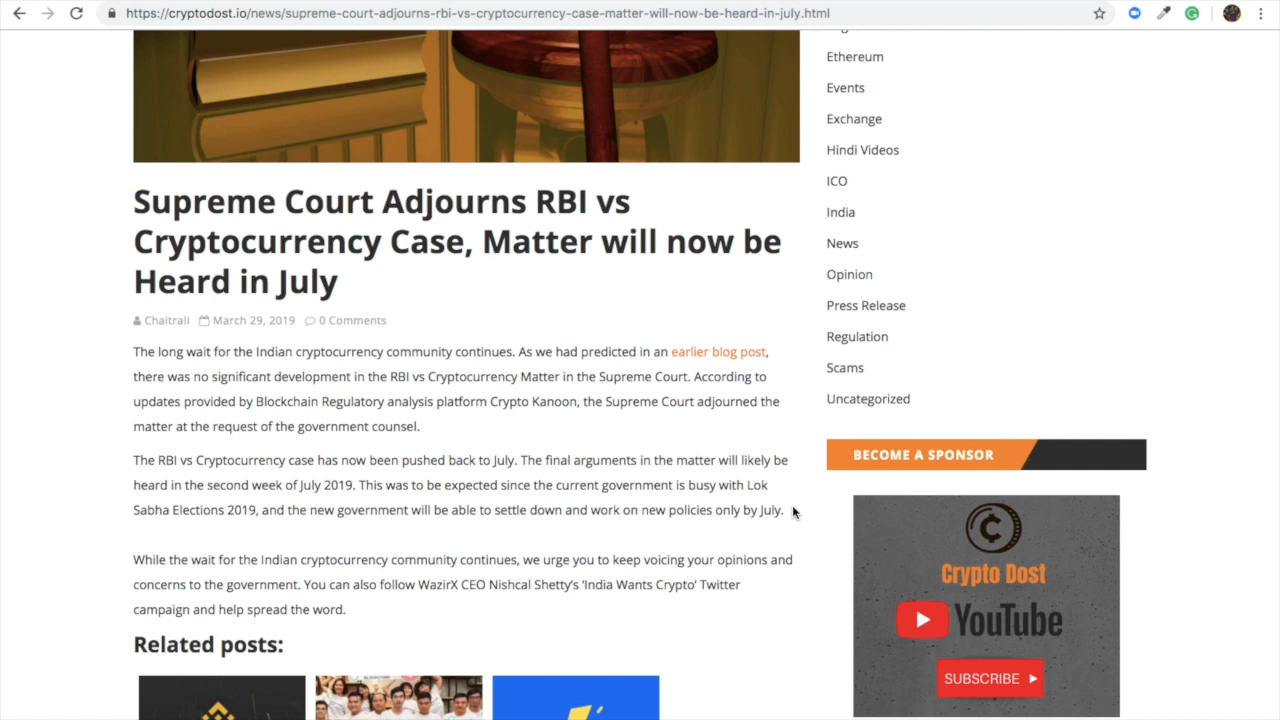 https://cryptodost.io/news/supreme-court-adjourns-rbi-vs-cryptocurrency-case-matter-will-now-be-heard-in-july.html
Supreme Court Adjourns RBI vs
Cryptocurrency Case, Matter will now be
Heard in July
Chaitrali March 29, 2019 0 Comments
The long wait for the Indian cryptocurrency community continues. As we had predicted in an earlier blog post,
there was no significant development in the RBI vs Cryptocurrency Matter in the Supreme Court. According to
updates provided by Blockchain Regulatory analysis platform Crypto Kanoon, the Supreme Court adjourned the
matter at the request of the government counsel.
The RBI vs Cryptocurrency case has now been pushed back to July. The final arguments in the matter will likely be
heard in the second week of July 2019. This was to be expected since the current government is busy with Lok
Sabha Elections 2019, and the new government will be able to settle down and work on new policies only by July.
While the wait for the Indian cryptocurrency community continues, we urge you to keep voicing your opinions and
concerns to the government. You can also follow WazirX CEO Nishcal Shetty’s ‘India Wants Crypto’ Twitter
campaign and help spread the word.
Related posts:
Ethereum
Events
Exchange
Hindi Videos
ICO
India
News
Opinion
Press Release
Regulation
Scams
Uncategorized
BECOME A SPONSOR
Crypto Dost
YouTube
SUBSCRIBE